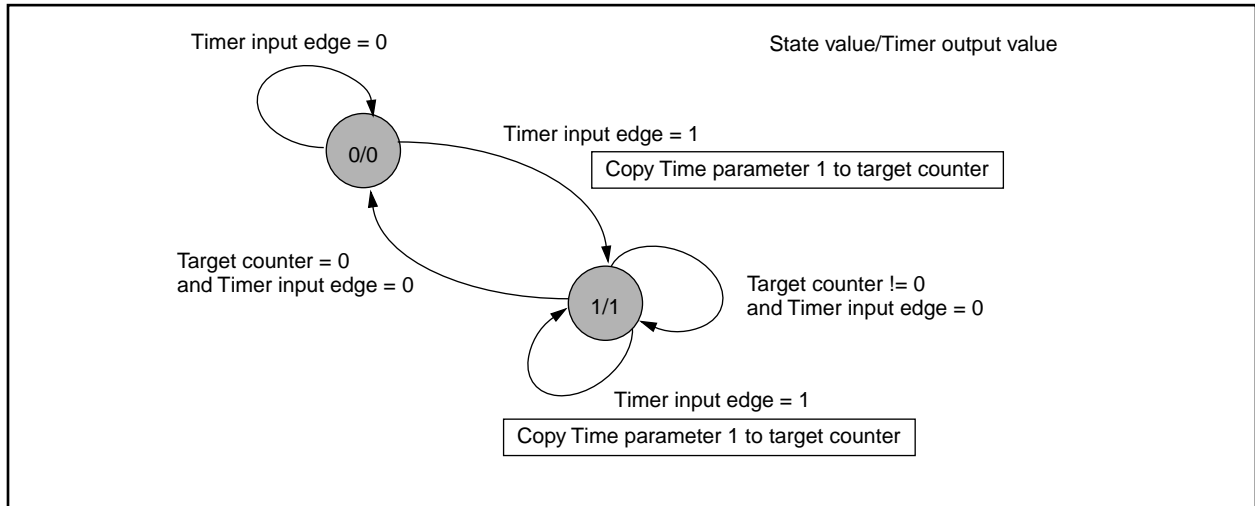 Timer input edge = 0
State value/Timer output value
0/0
Timer input edge = 1
Copy Time parameter 1 to target counter
Target counter = 0
and Timer input edge = 0
1/1
Target counter != 0
and Timer input edge = 0
Timer input edge = 1
Copy Time parameter 1 to target counter